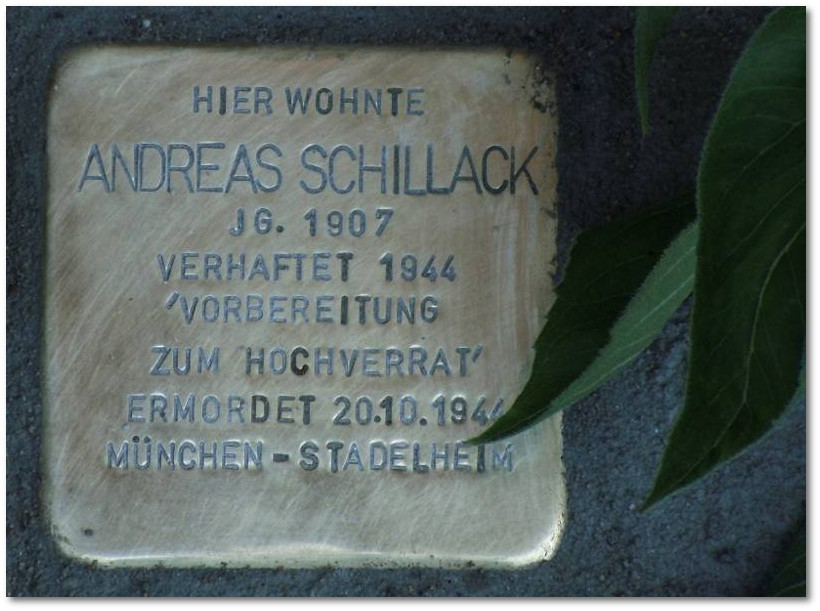 HIER WOHNTE
ANDREAS SCHILLACK
JG. 1907
VERHAFTET 1944
'VORBEREITUNG
ZUM HOCHVERRAT'
ERMORDET 20.10.1944
MÜNCHEN-STADELHEIM